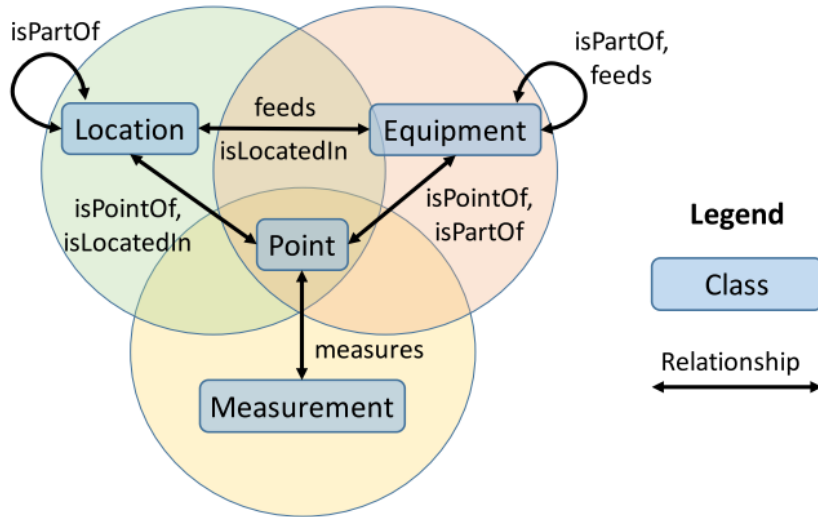 isPartOf
isPartOf,
feeds
Location
feeds
isLocatedIn
Equipment
isPointOf,
isLocatedIn
isPointOf,
isPartOf
Point
measures
Measurement
Legend
Class
Relationship